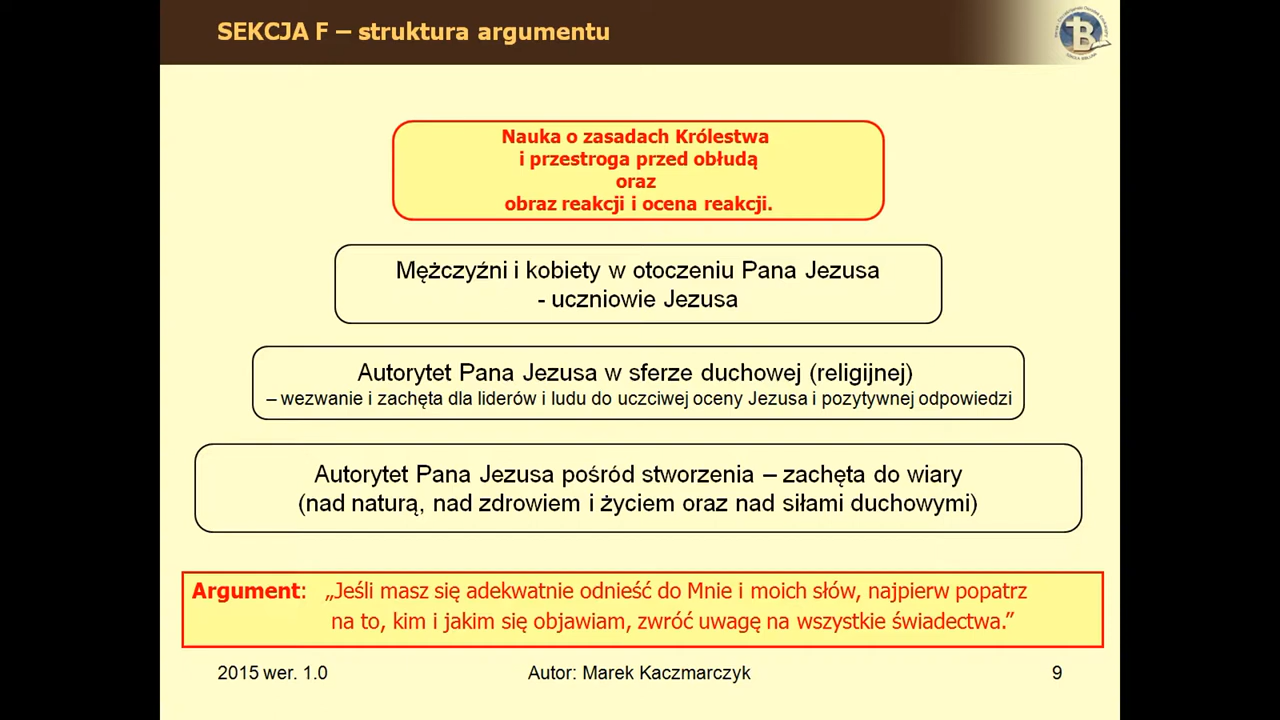 SEKCJA F – struktura argumentu
Nauka o zasadach Królestwa
i przestroga przed obłudą
oraz
obraz reakcji i ocena reakcji.
Mężczyźni i kobiety w otoczeniu Pana Jezusa
- uczniowie Jezusa
Autorytet Pana Jezusa w sferze duchowej (religijnej)
– wezwanie i zachęta dla liderów i ludu do uczciwej oceny Jezusa i pozytywnej odpowiedzi
Autorytet Pana Jezusa pośród stworzenia – zachęta do wiary
(nad naturą, nad zdrowiem i życiem oraz nad siłami duchowymi)
Argument: „Jeśli masz się adekwatnie odnieść do Mnie i moich słów, najpierw popatrz
na to, kim i jakim się objawiam, zwróć uwagę na wszystkie świadectwa.”
2015 wer. 1.0 Autor: Marek Kaczmarczyk 9